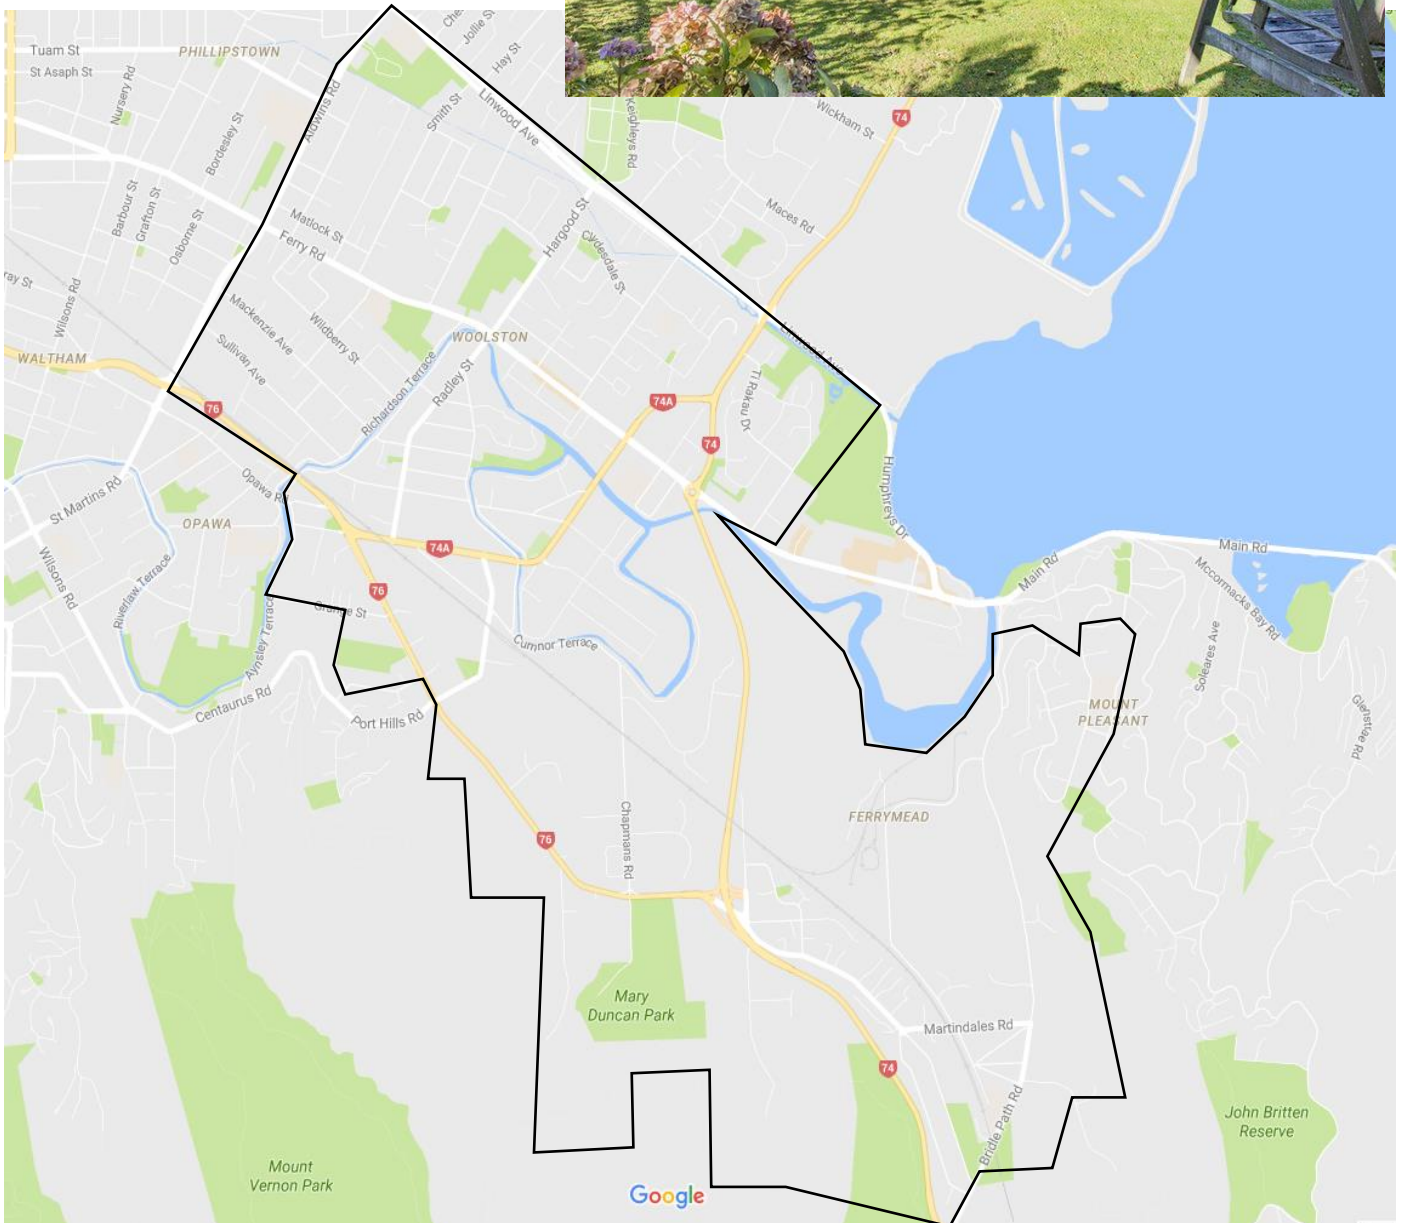 Jollie St
Tuam St
PHILLIPSTOWN
Hay St
St Asaph St
Nursery Rd
Aldwins Rd
Smith St
Linwood Ave
Keighleys Rd
Wickham St
74
Bordesley St
Barbour St
Grafton St
Osborne St
Matlock St
Ferry Rd
Hargood St
Clydesdale St
Maces Rd
ray St
Wilsons Rd
Mackenzie Ave
Wildberry St
Sullivan Ave
WOOLSTON
Linwood Ave
WALTHAM
Richardson Terrace
Radley St
Ti Rakau Dr
76
74A
74
St Martins Rd
Opawa Rd
OPAWA
Humphreys Dr
74A
Main Rd
Main Rd
Wilsons Rd
Riverlaw Terrace
76
Aynsley Terrace
Grange St
Cumnor Terrace
Mccormacks Bay Rd
Soleares Ave
Centaurus Rd
Port Hills Rd
MOUNT
PLEASANT
Glenstrae Rd
Chapmans Rd
FERRYMEAD
76
Mary
Duncan Park
Martindales Rd
74
Bridle Path Rd
John Britten
Reserve
Mount
Vernon Park
Google